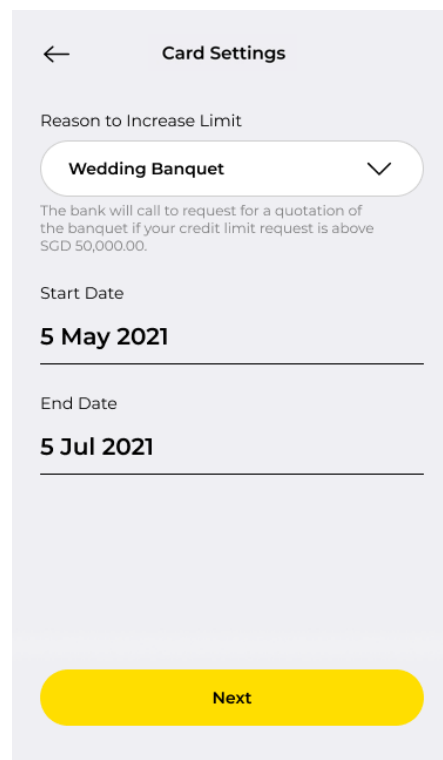 Card Settings
Reason to Increase Limit
Wedding Banquet
The bank will call to request for a quotation of
the banquet if your credit limit request is above
SGD 50,000.00.
Start Date
5 May 2021
End Date
5 Jul 2021
Next